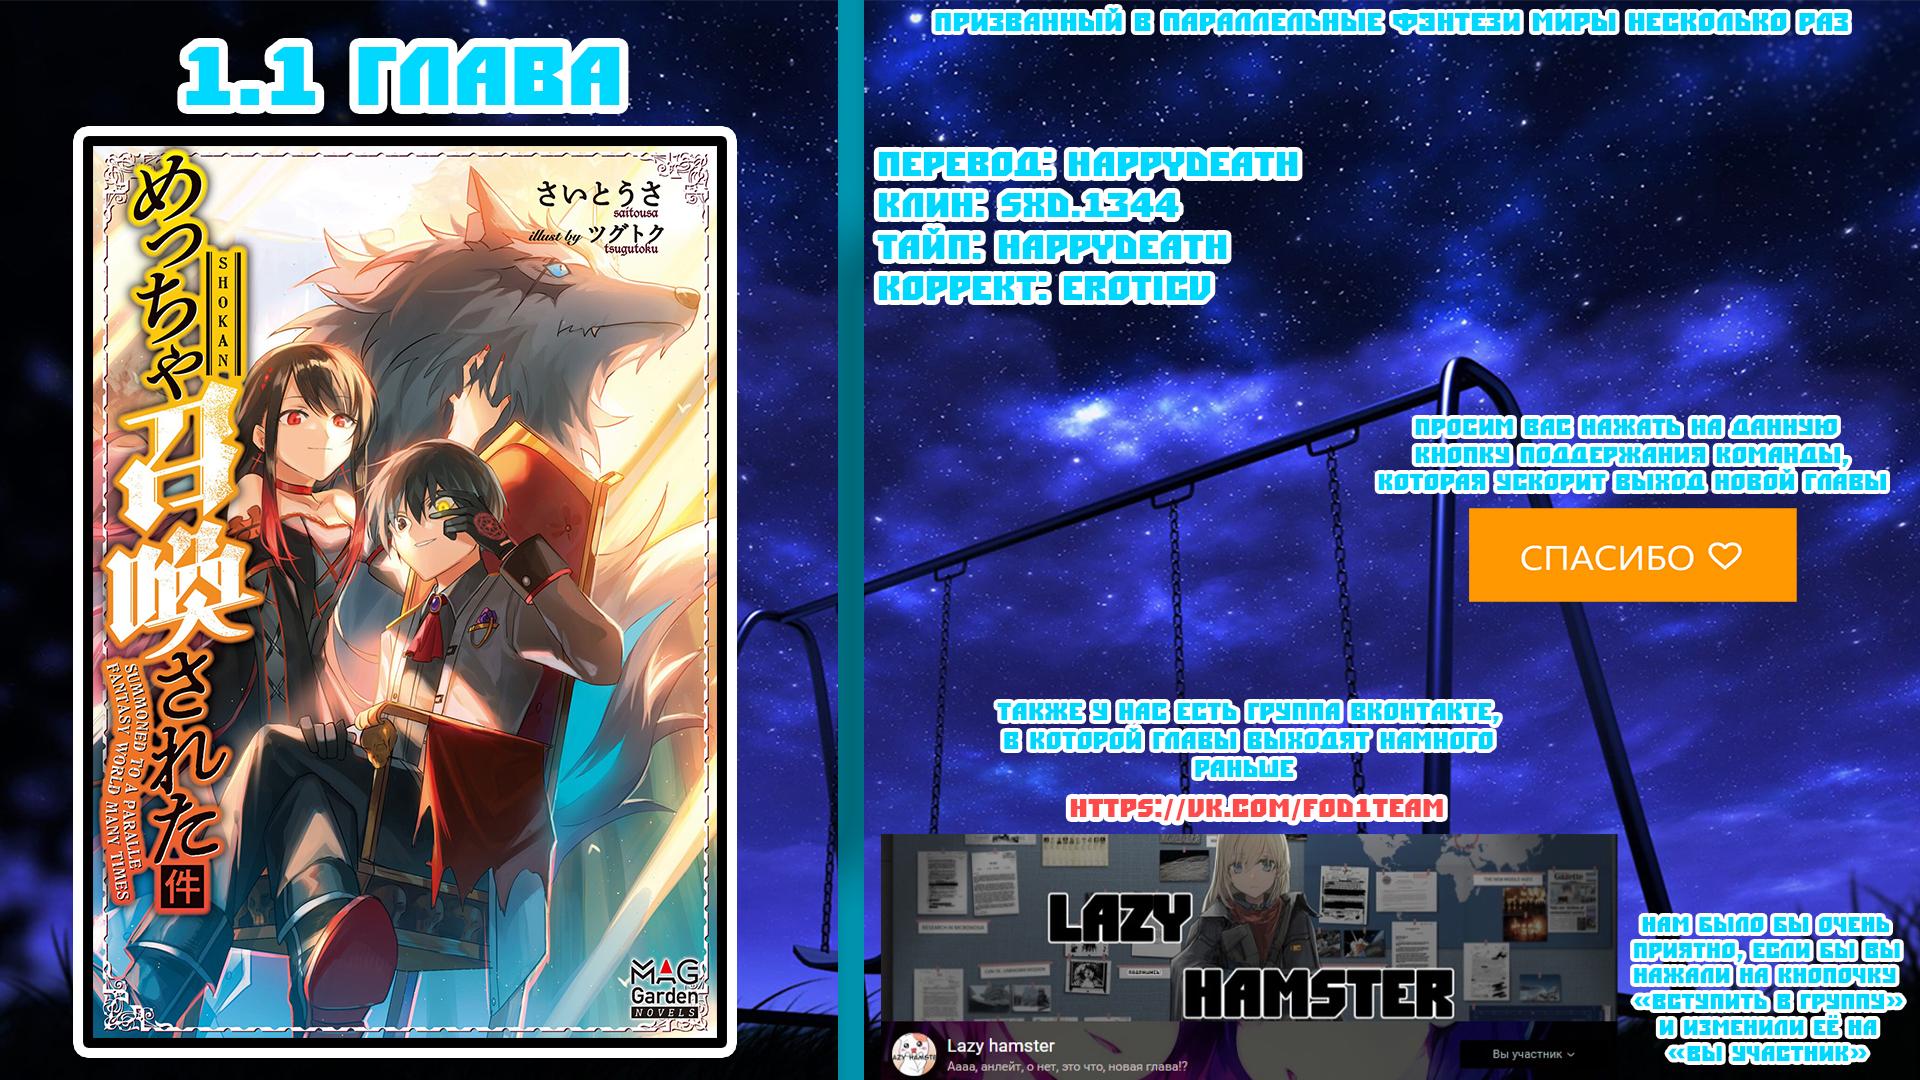 1.1 ГЛАВА
めっちゃ召喚された件
SHOKAN
SUMMONED TO A PARALLE
FANTASY WORLD MANY TIMES
さいとうさ
saitousa
illust by ツグトク
tsugutoku
MAG
Garden
NOVELS
ПРИЗВАННЫЙ В ПАРАЛЛЕЛЬНЫЕ ФЭНТЕЗИ МИРЫ НЕСКОЛЬКО РАЗ
ПЕРЕВОД: HAPPYDEATH
КЛИН: SXD.1344
ТАЙП: HAPPYDEATH
КОРРЕКТ: EROTICV
ПРОСИМ ВАС НАЖАТЬ НА ДАННУЮ
КНОПКУ ПОДДЕРЖАНИЯ КОМАНДЫ,
КОТОРАЯ УСКОРИТ ВЫХОД НОВОЙ ГЛАВЫ
СПАСИБО ♡
ТАКЖЕ У НАС ЕСТЬ ГРУППА ВКОНТАКТЕ,
В КОТОРОЙ ГЛАВЫ ВЫХОДЯТ НАМНОГО
РАНЬШЕ
HTTPS://VK.COM/FOD1TEAM
LAZY
HAMSTER
Gazette
Lazy hamster
Аааа, анлейт, о нет, это что, новая глава!?
Вы участник
НАМ БЫЛО БЫ ОЧЕНЬ
ПРИЯТНО, ЕСЛИ БЫ ВЫ
НАЖАЛИ НА КНОПОЧКУ
«ВСТУПИТЬ В ГРУППУ»
И ИЗМЕНИЛИ ЕЁ НА
«ВЫ УЧАСТНИК»